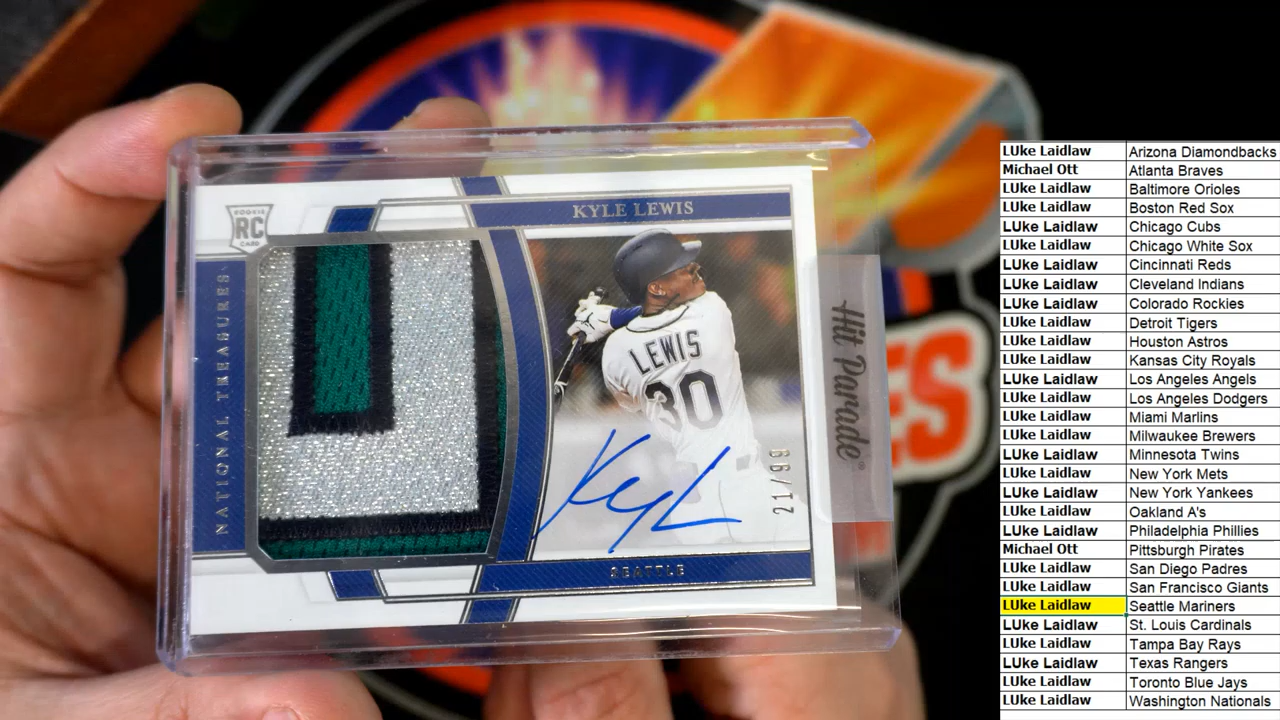 ROOKIE
RC
CARD
KYLE LEWIS
NATIONAL TREASURES
LEWIS
30
KyL
21/99
SEATTLE
Hit Parade®
ES
LUke Laidlaw Arizona Diamondbacks
Michael Ott Atlanta Braves
LUke Laidlaw Baltimore Orioles
LUke Laidlaw Boston Red Sox
LUke Laidlaw Chicago Cubs
LUke Laidlaw Chicago White Sox
LUke Laidlaw Cincinnati Reds
LUke Laidlaw Cleveland Indians
LUke Laidlaw Colorado Rockies
LUke Laidlaw Detroit Tigers
LUke Laidlaw Houston Astros
LUke Laidlaw Kansas City Royals
LUke Laidlaw Los Angeles Angels
LUke Laidlaw Los Angeles Dodgers
LUke Laidlaw Miami Marlins
LUke Laidlaw Milwaukee Brewers
LUke Laidlaw Minnesota Twins
LUke Laidlaw New York Mets
LUke Laidlaw New York Yankees
LUke Laidlaw Oakland A's
LUke Laidlaw Philadelphia Phillies
Michael Ott Pittsburgh Pirates
LUke Laidlaw San Diego Padres
LUke Laidlaw San Francisco Giants
LUke Laidlaw Seattle Mariners
LUke Laidlaw St. Louis Cardinals
LUke Laidlaw Tampa Bay Rays
LUke Laidlaw Texas Rangers
LUke Laidlaw Toronto Blue Jays
LUke Laidlaw Washington Nationals